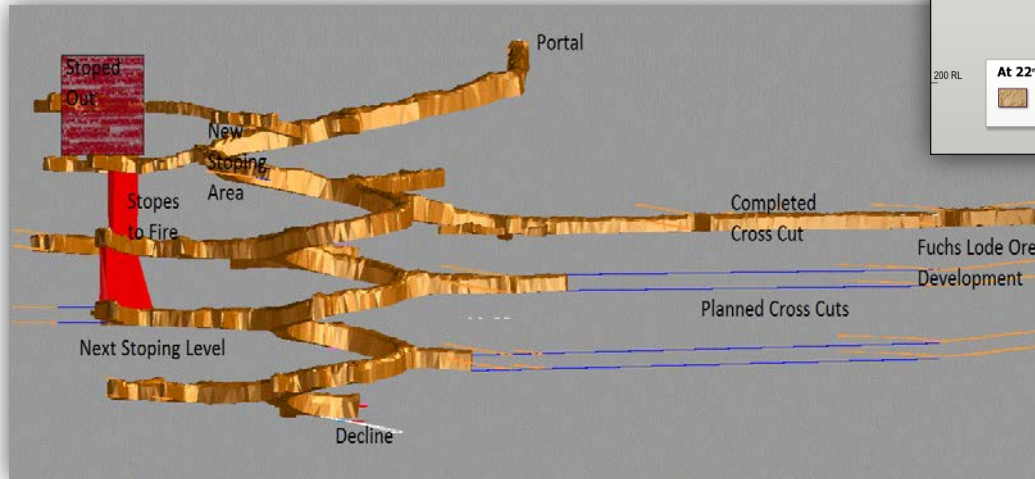 Portal
200 RL
At 22
Stoped
Out
New
Stoping
Area
Stopes
to Fire
Completed
Cross Cut
Fuchs Lode Ore
Development
Planned Cross Cuts
Next Stoping Level
Decline